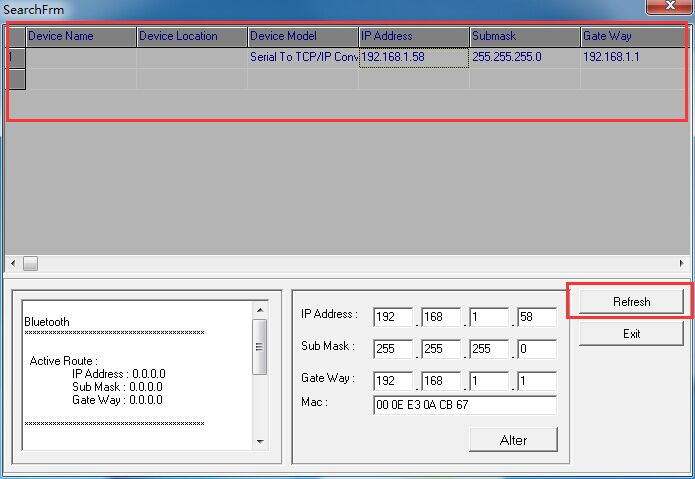 SearchFrm
Device Name Device Location Device Model IP Address Submask Gate Way
1 Serial To TCP/IP Conv 192.168.1.58 255.255.255.0 192.168.1.1
Bluetooth
Active Route :
IP Address : 0.0.0.0
Sub Mask : 0.0.0.0
Gate Way : 0.0.0.0
IP Address : 192 . 168 . 1 . 58
Sub Mask : 255 . 255 . 255 . 0
Gate Way : 192 . 168 . 1 . 1
Mac : 00 0E E3 0A CB 67
Alter
Refresh
Exit